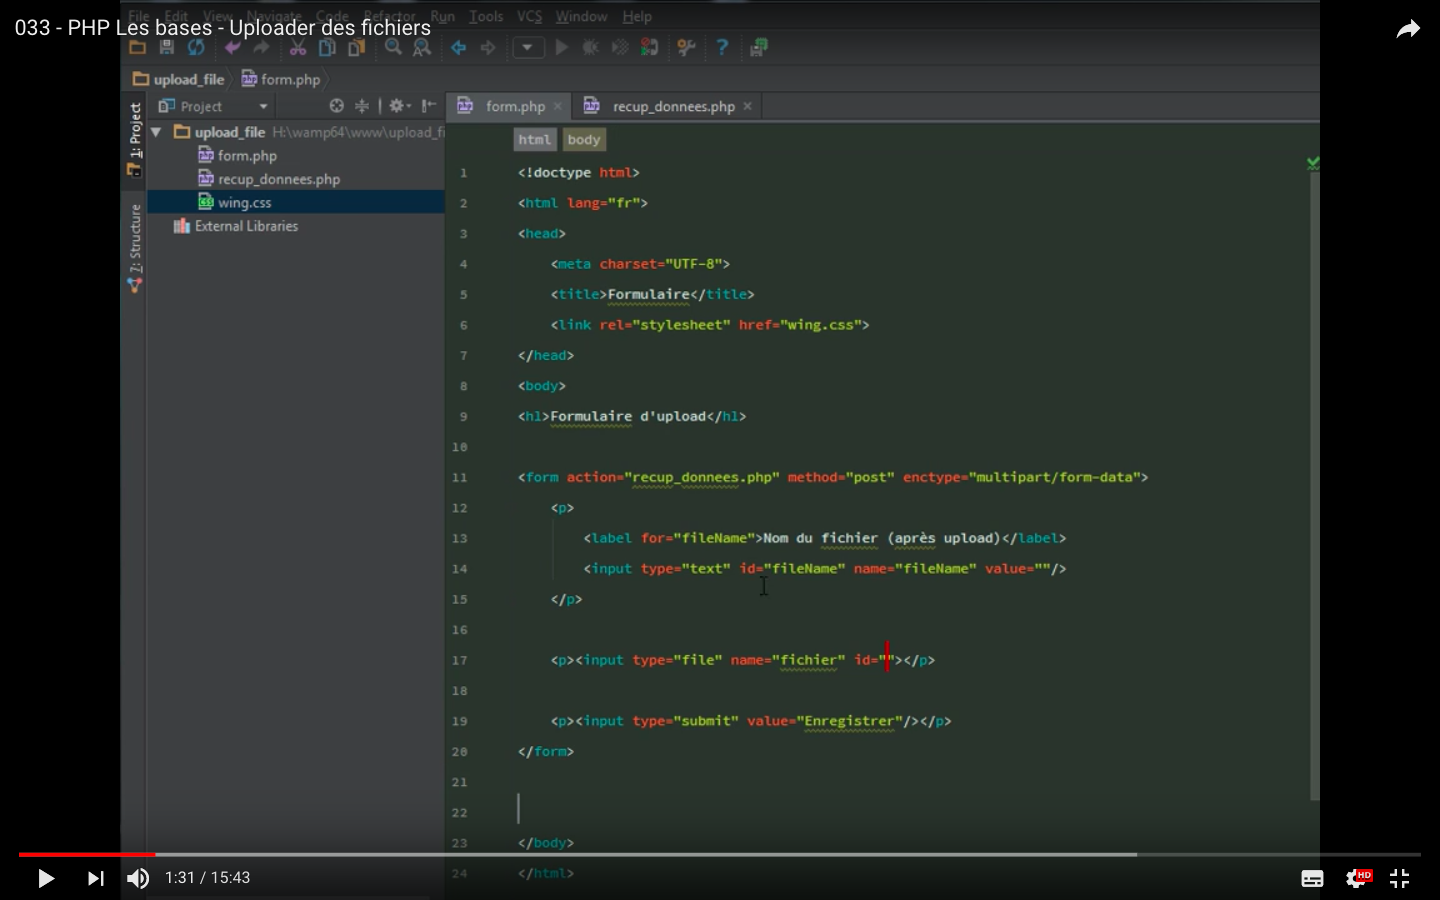 File Edit View Navigate Code Refactor Run Tools VCS Window Help
033 - PHP Les bases - Uploader des fichiers
upload_file form.php
1: Project
7: Structure
Project
upload_file H:\wamp64\www\upload_fi
form.php
recup_donnees.php
wing.css
External Libraries
form.php recup_donnees.php
html body
1 <!doctype html>
2 <html lang="fr">
3 <head>
4 <meta charset="UTF-8">
5 <title>Formulaire</title>
6 <link rel="stylesheet" href="wing.css">
7 </head>
8 <body>
9 <h1>Formulaire d'upload</h1>
10
11 <form action="recup_donnees.php" method="post" enctype="multipart/form-data">
12 <p>
13 <label for="fileName">Nom du fichier (après upload)</label>
14 <input type="text" id="fileName" name="fileName" value=""/>
15 </p>
16
17 <p><input type="file" name="fichier" id=""></p>
18
19 <p><input type="submit" value="Enregistrer"/></p>
20 </form>
21
22
23 </body>
24 </html>
1:31 / 15:43
HD